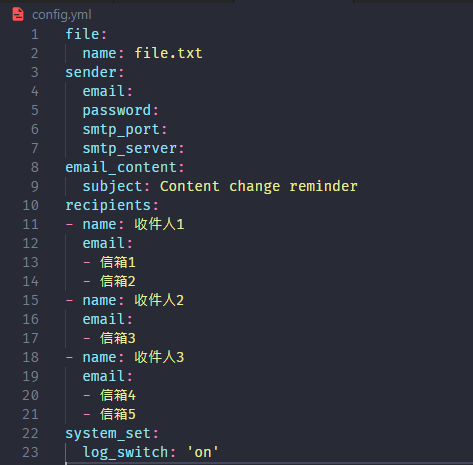 config.yml
1 file:
2   name: file.txt
3 sender:
4   email:
5   password:
6   smtp_port:
7   smtp_server:
8 email_content:
9   subject: Content change reminder
10 recipients:
11 - name: 收件人1
12   email:
13   - 信箱1
14   - 信箱2
15 - name: 收件人2
16   email:
17   - 信箱3
18 - name: 收件人3
19   email:
20   - 信箱4
21   - 信箱5
22 system_set:
23   log_switch: 'on'